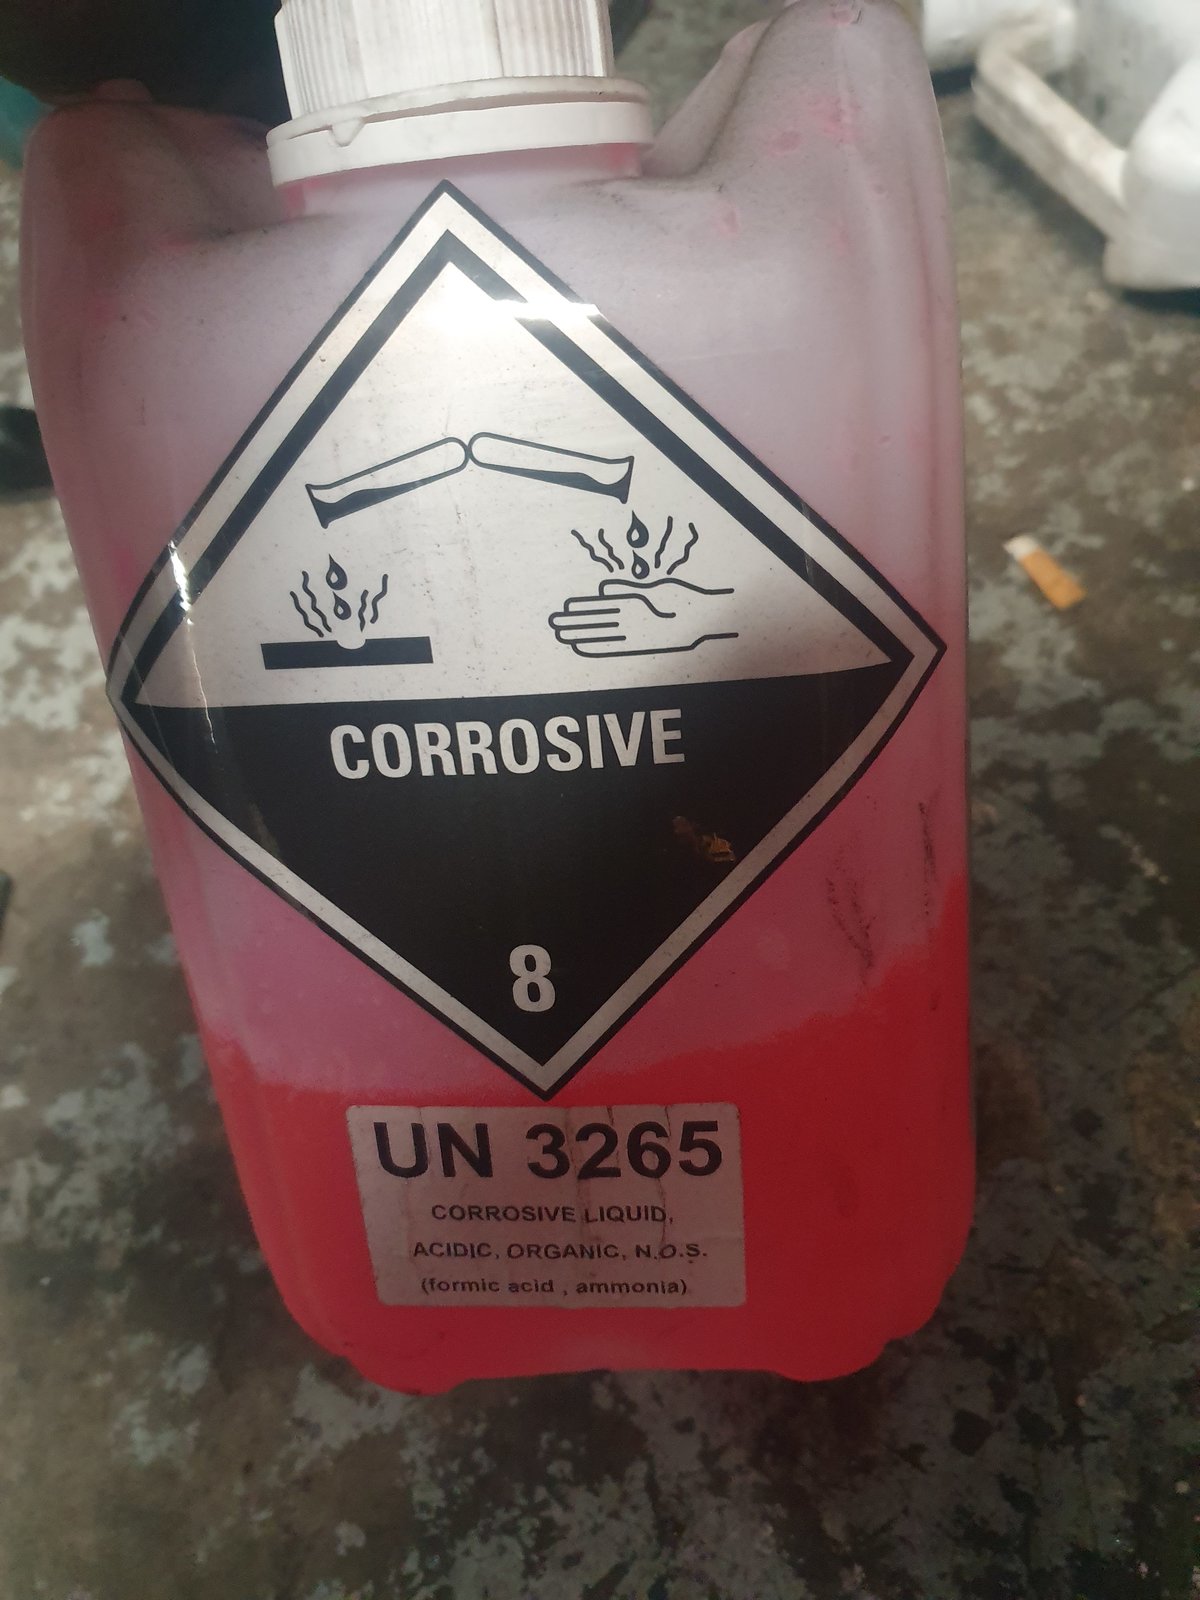 CORROSIVE
8
UN 3265
CORROSIVE LIQUID,
ACIDIC, ORGANIC, N.O.S.
(formic acid , ammonia)